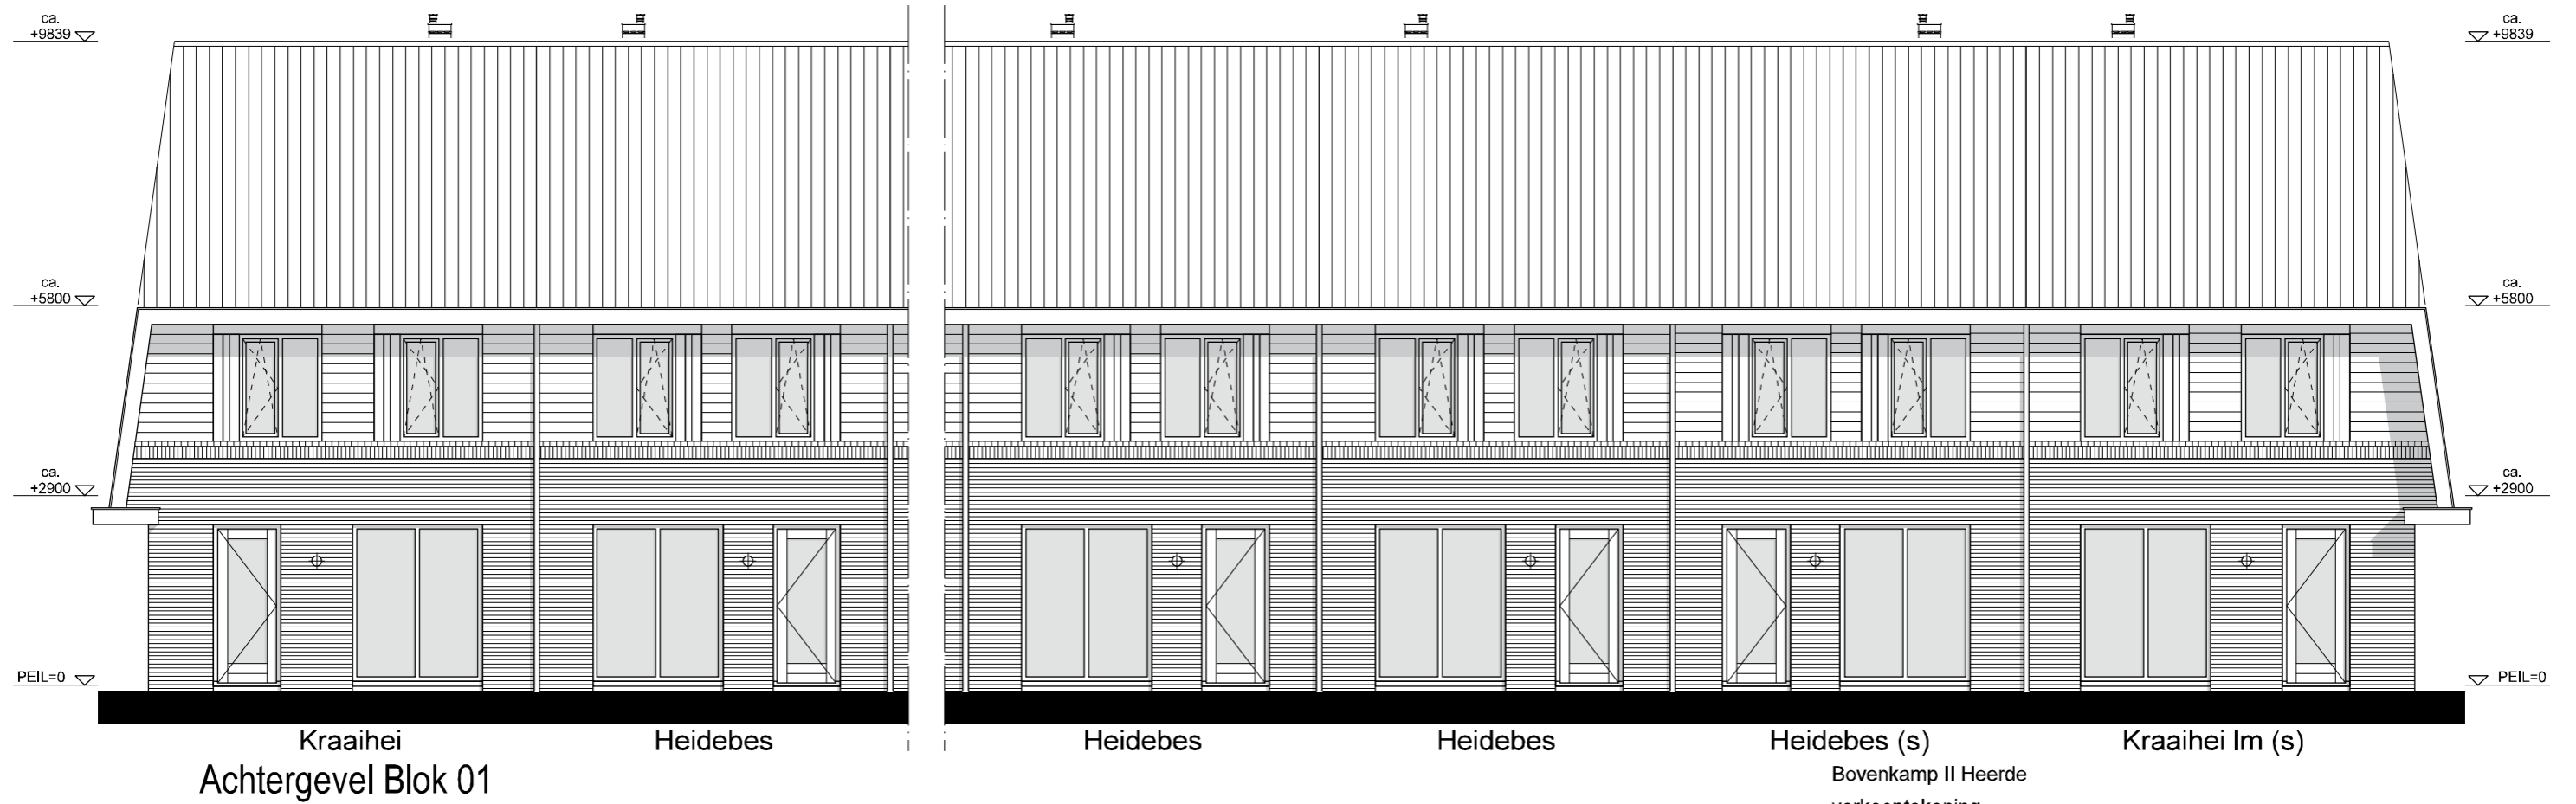 ca.
+9839
ca.
+9839
ca.
+5800
ca.
+5800
ca.
+2900
ca.
+2900
PEIL=0
PEIL=0
Kraaihei
Heidebes
Heidebes
Heidebes
Heidebes (s)
Kraaihei Im (s)
Achtergevel Blok 01
Bovenkamp II Heerde